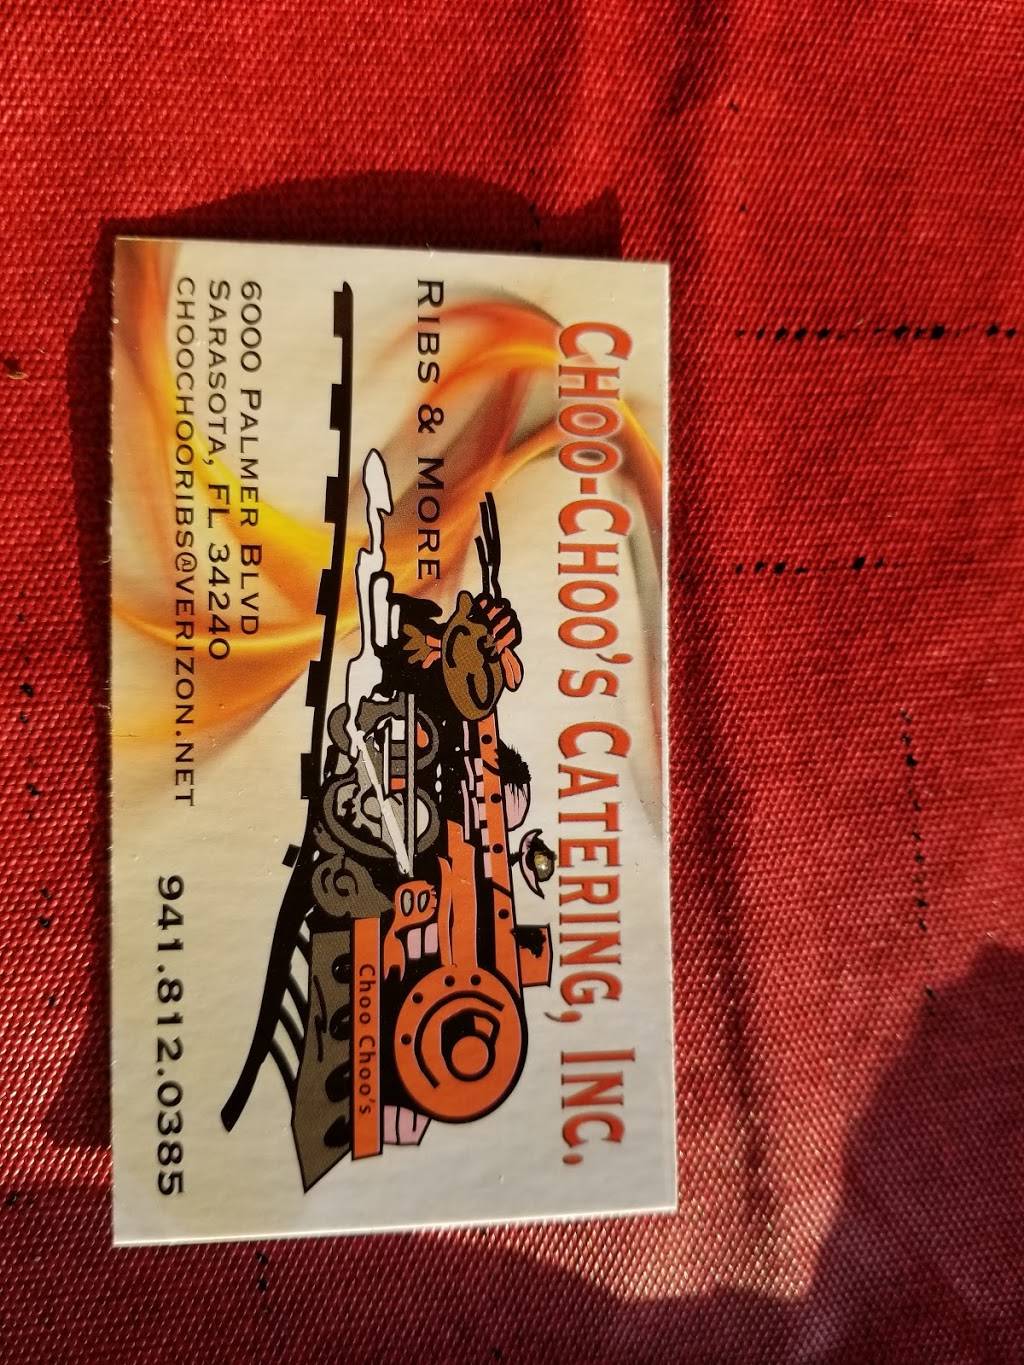 CHOO-CHOO'S CATERING, INC.
RIBS & MORE
Choo Choo's
6000 PALMER BLVD
SARASOTA, FL 34240
CHOOCHOORIBS@VERIZON.NET
941.812.0385